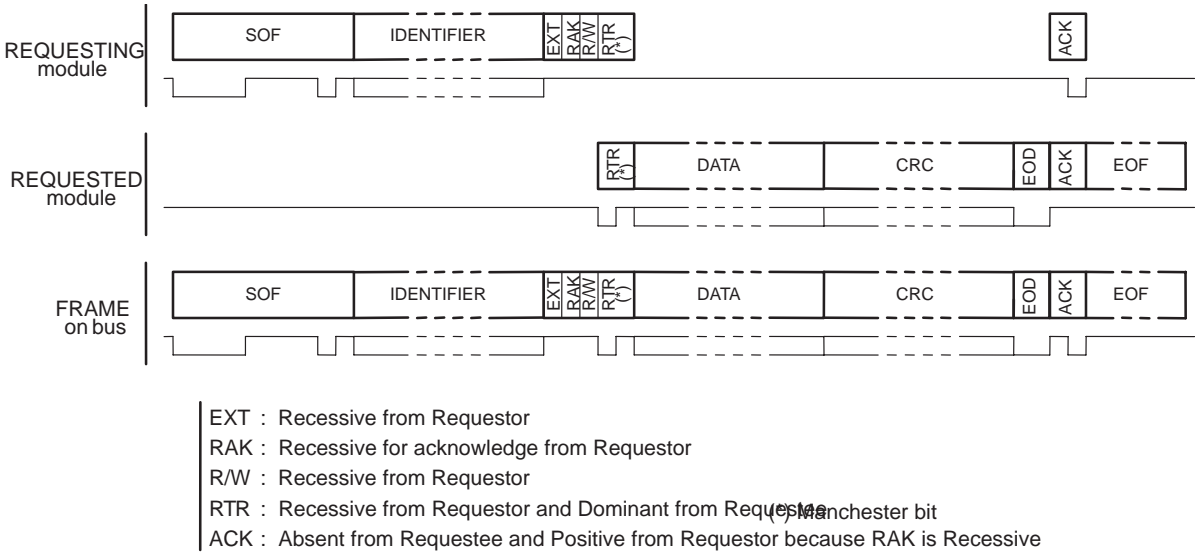 REQUESTING
module
SOF
IDENTIFIER
EXT
RAK
R/W
RTR
(*)
ACK
REQUESTED
module
RTR
(*)
DATA
CRC
EOD
ACK
EOF
FRAME
on bus
SOF
IDENTIFIER
EXT
RAK
R/W
RTR
(*)
DATA
CRC
EOD
ACK
EOF
EXT : Recessive from Requestor
RAK : Recessive for acknowledge from Requestor
R/W : Recessive from Requestor
RTR : Recessive from Requestor and Dominant from Requestee
(*) Manchester bit
ACK : Absent from Requestee and Positive from Requestor because RAK is Recessive